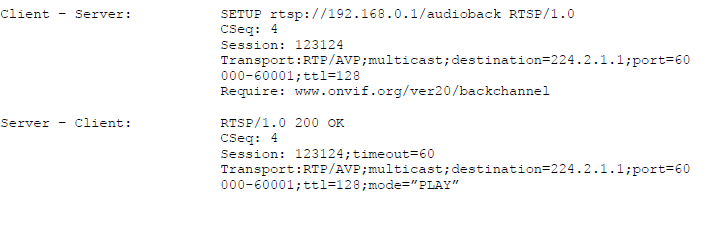 Client – Server: SETUP rtsp://192.168.0.1/audioback RTSP/1.0
CSeq: 4
Session: 123124
Transport:RTP/AVP;multicast;destination=224.2.1.1;port=60
000-60001;ttl=128
Require: www.onvif.org/ver20/backchannel
Server – Client: RTSP/1.0 200 OK
CSeq: 4
Session: 123124;timeout=60
Transport:RTP/AVP;multicast;destination=224.2.1.1;port=60
000-60001;ttl=128;mode=”PLAY”